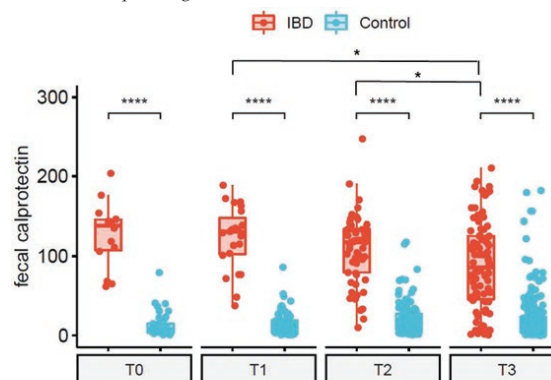 IBD Control
*
*
**** **** **** ****
300
200
100
0
fecal calprotectin
T0 T1 T2 T3